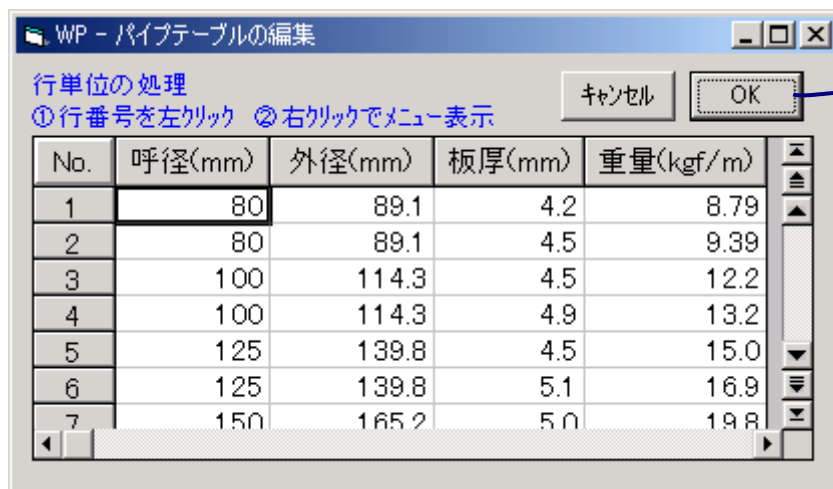 WP - パイプテーブルの編集
行単位の処理
キャンセル
OK
①行番号を左クリック ②右クリックでメニュー表示
No. 呼径(mm) 外径(mm) 板厚(mm) 重量(kgf/m)
1 80 89.1 4.2 8.79
2 80 89.1 4.5 9.39
3 100 114.3 4.5 12.2
4 100 114.3 4.9 13.2
5 125 139.8 4.5 15.0
6 125 139.8 5.1 16.9
7 150 165.2 5.0 19.8